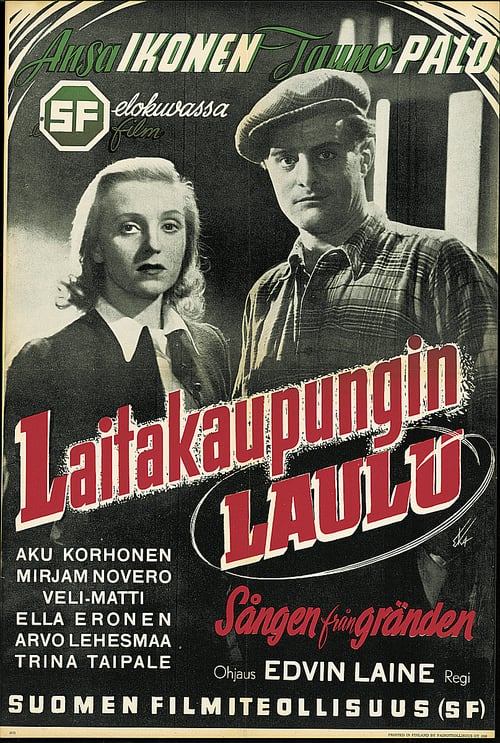 Ansa IKONEN Tauno PALO
SF elokuvassa
i film
Laitakaupungin
LAULU
AKU KORHONEN
MIRJAM NOVERO
VELI-MATTI
ELLA ERONEN
ARVO LEHESMAA
TRINA TAIPALE
Sången från gränden
Ohjaus EDVIN LAINE Regi
SUOMEN FILMITEOLLISUUS (SF)